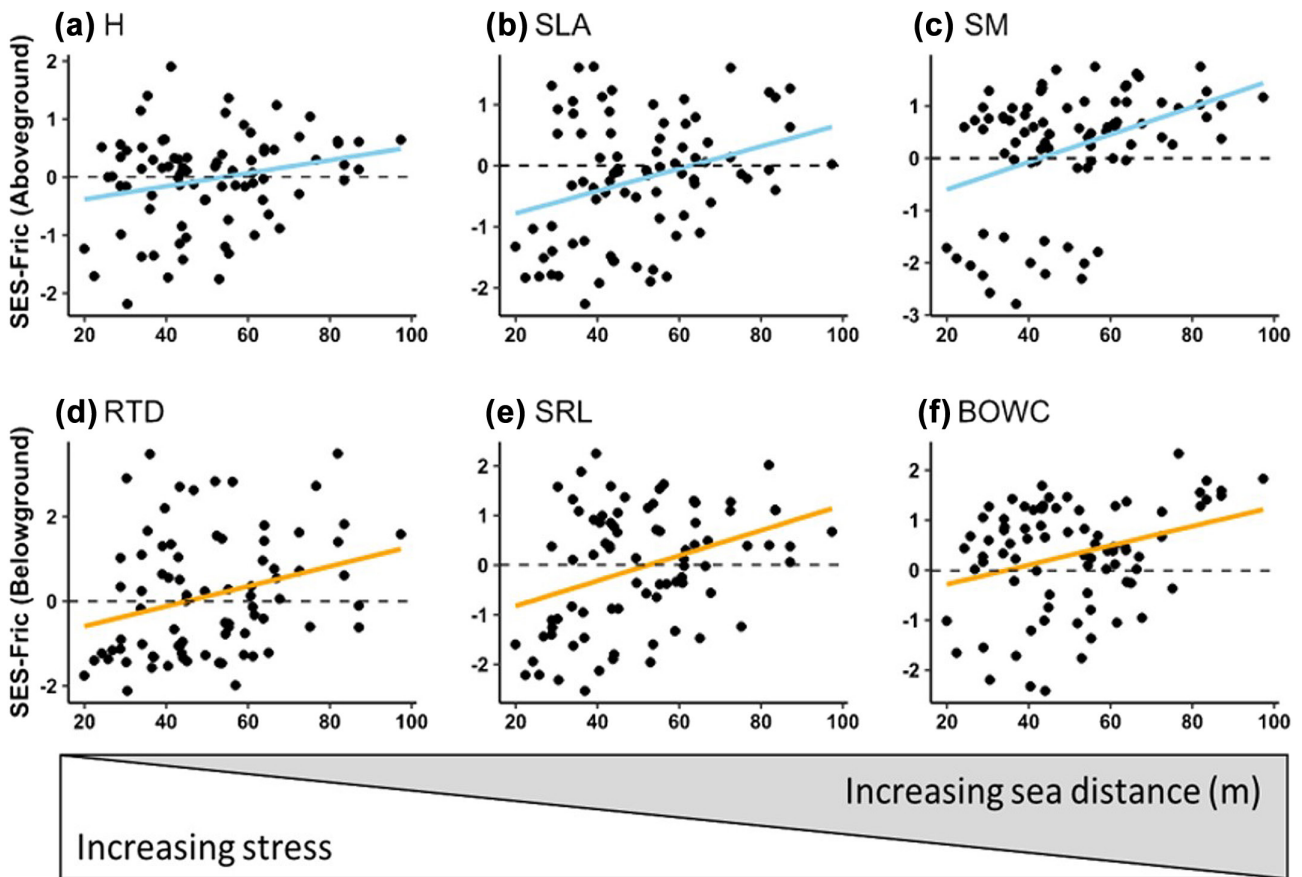 (a) H
(b) SLA
(c) SM
SES-Fric (Aboveground)
2
1
0
-1
-2
20 40 60 80 100
1
0
-1
-2
20 40 60 80 100
1
0
-1
-2
-3
20 40 60 80 100
(d) RTD
(e) SRL
(f) BOWC
SES-Fric (Belowground)
2
0
-2
20 40 60 80 100
2
1
0
-1
-2
20 40 60 80 100
2
1
0
-1
-2
20 40 60 80 100
Increasing sea distance (m)
Increasing stress